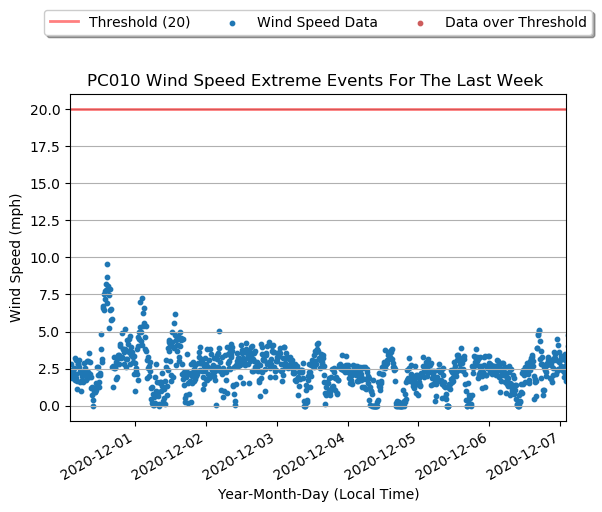 Threshold (20) Wind Speed Data Data over Threshold
PC010 Wind Speed Extreme Events For The Last Week
20.0
17.5
15.0
12.5
10.0
7.5
5.0
2.5
0.0
Wind Speed (mph)
2020-12-01 2020-12-02 2020-12-03 2020-12-04 2020-12-05 2020-12-06 2020-12-07
Year-Month-Day (Local Time)